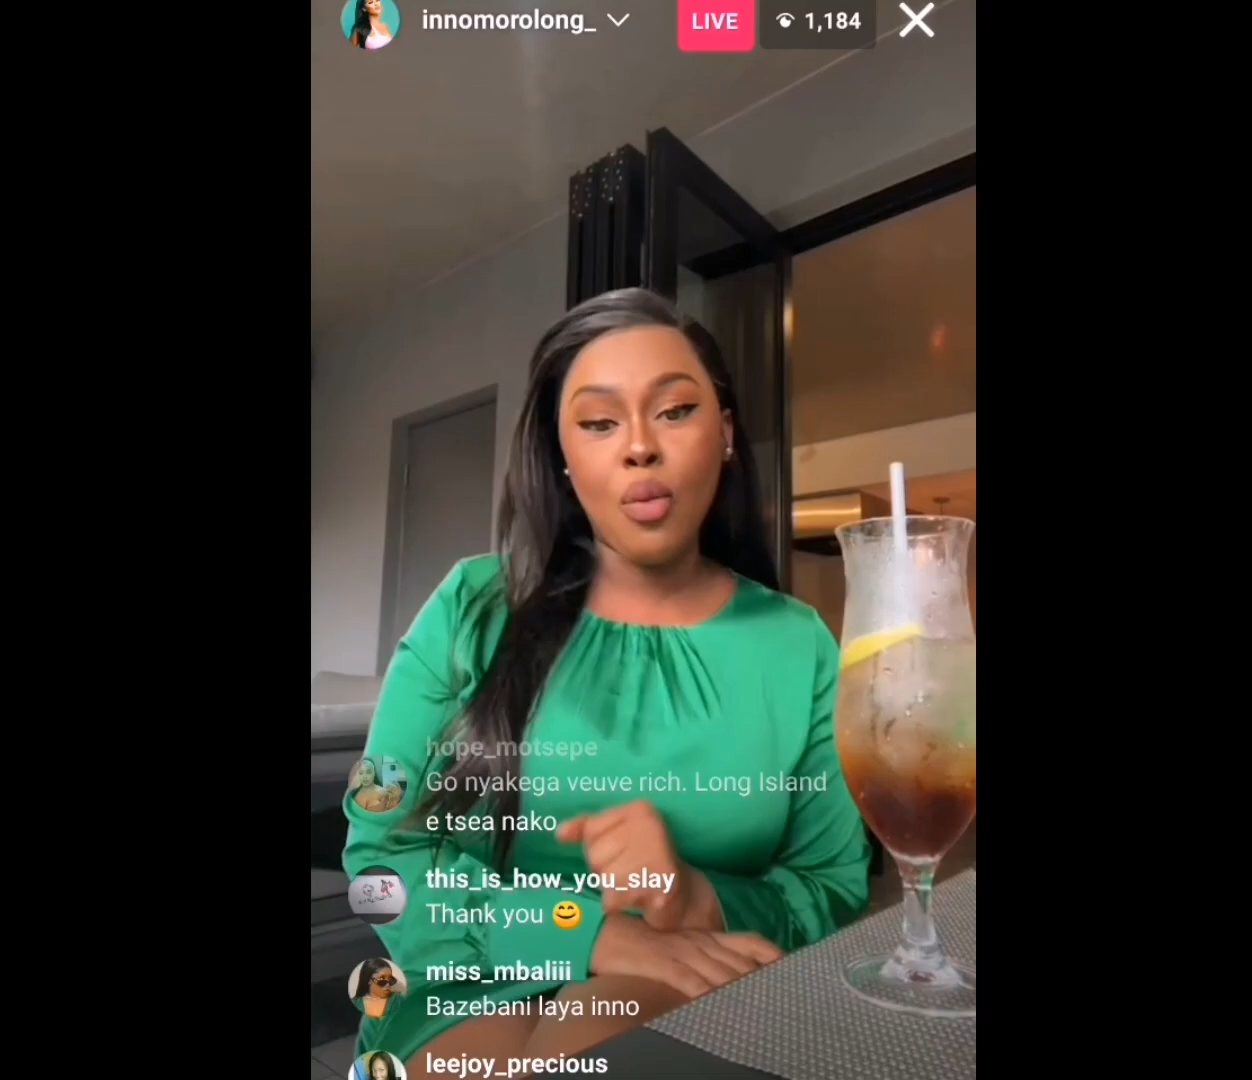 innomorolong_
LIVE
1,184
hope_motsepe
Go nyakega veuve rich. Long Island
e tsea nako
this_is_how_you_slay
Thank you 😊
miss_mbaliii
Bazebani laya inno
leejoy_precious